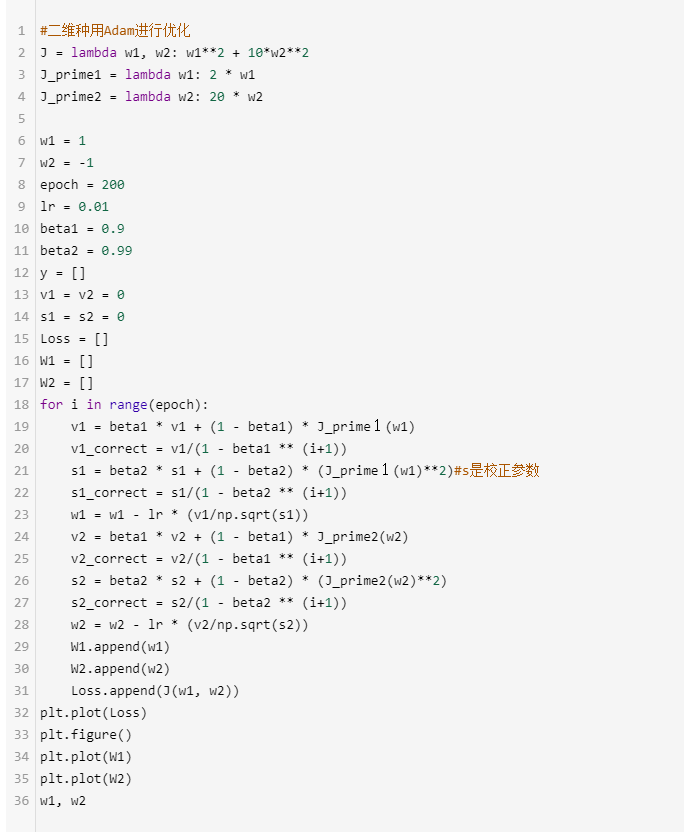 1 #二维种用Adam进行优化
2 J = lambda w1, w2: w1**2 + 10*w2**2
3 J_prime1 = lambda w1: 2 * w1
4 J_prime2 = lambda w2: 20 * w2
5
6 w1 = 1
7 w2 = -1
8 epoch = 200
9 lr = 0.01
10 beta1 = 0.9
11 beta2 = 0.99
12 y = []
13 v1 = v2 = 0
14 s1 = s2 = 0
15 Loss = []
16 W1 = []
17 W2 = []
18 for i in range(epoch):
19     v1 = beta1 * v1 + (1 - beta1) * J_prime1(w1)
20     v1_correct = v1/(1 - beta1 ** (i+1))
21     s1 = beta2 * s1 + (1 - beta2) * (J_prime1(w1)**2)#s是校正参数
22     s1_correct = s1/(1 - beta2 ** (i+1))
23     w1 = w1 - lr * (v1/np.sqrt(s1))
24     v2 = beta1 * v2 + (1 - beta1) * J_prime2(w2)
25     v2_correct = v2/(1 - beta1 ** (i+1))
26     s2 = beta2 * s2 + (1 - beta2) * (J_prime2(w2)**2)
27     s2_correct = s2/(1 - beta2 ** (i+1))
28     w2 = w2 - lr * (v2/np.sqrt(s2))
29     W1.append(w1)
30     W2.append(w2)
31     Loss.append(J(w1, w2))
32 plt.plot(Loss)
33 plt.figure()
34 plt.plot(W1)
35 plt.plot(W2)
36 w1, w2